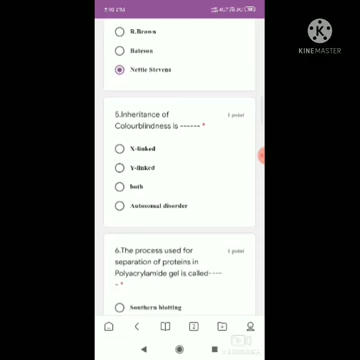 R.Brown
Bateson
Nettie Stevens
5.Inheritance of
Colourblindness is ------ *
1 point
X-linked
Y-linked
both
Autosomal disorder
6.The process used for
separation of proteins in
Polyacrylamide gel is called----
- *
1 point
Southern blotting
K
KINEMASTER